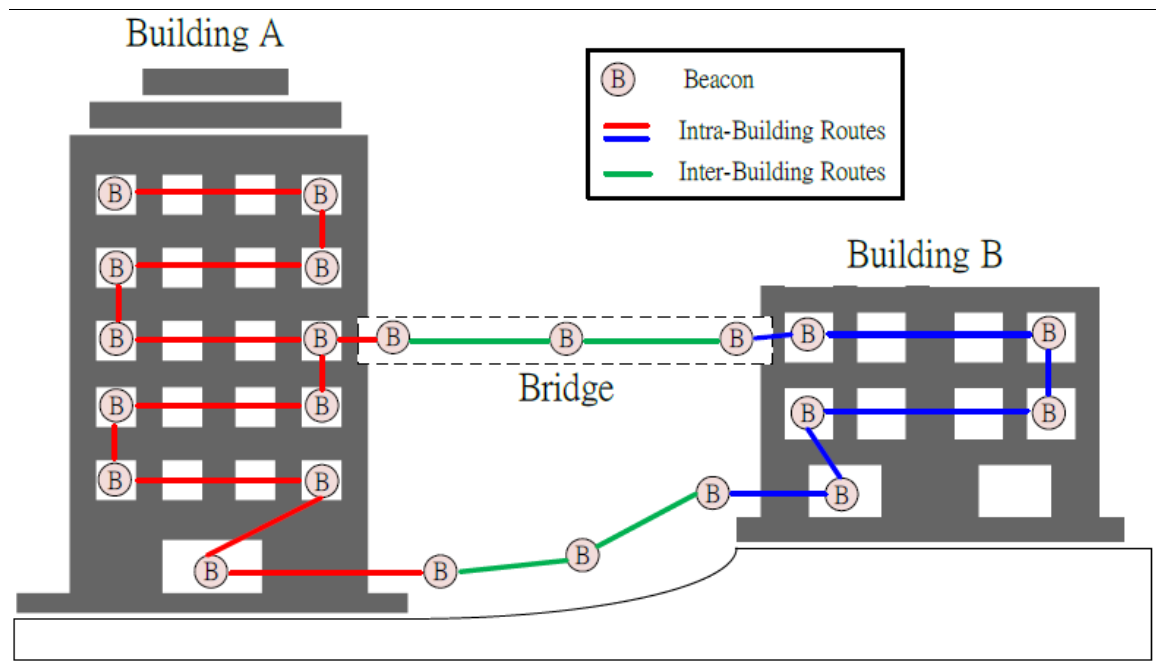 Building A
B Beacon
Intra-Building Routes
Inter-Building Routes
B B
Building B
B B
B B B B B B B
Bridge
B B B B
B B B B
B B B